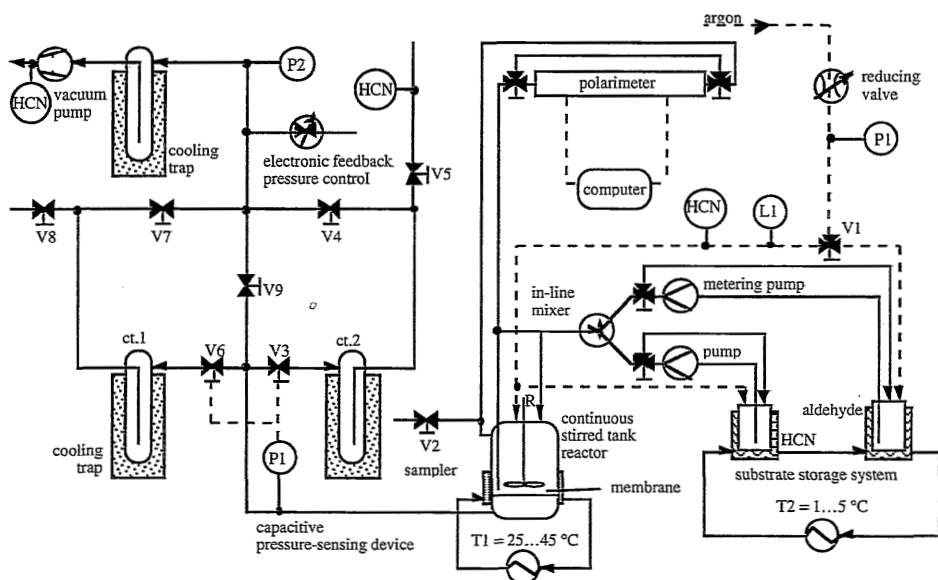 argon
P2
HCN
polarimeter
reducing
valve
HCN
vacuum
pump
P1
cooling
trap
electronic feedback
pressure control
V5
computer
HCN
L1
V1
V8
V7
V4
metering pump
in-line
mixer
V9
pump
ct.1
V6
V3
ct.2
R
aldehyde
continuous
stirred tank
reactor
V2
HCN
cooling
trap
P1
sampler
substrate storage system
membrane
T2 = 1...5 °C
capacitive
pressure-sensing device
T1 = 25...45 °C